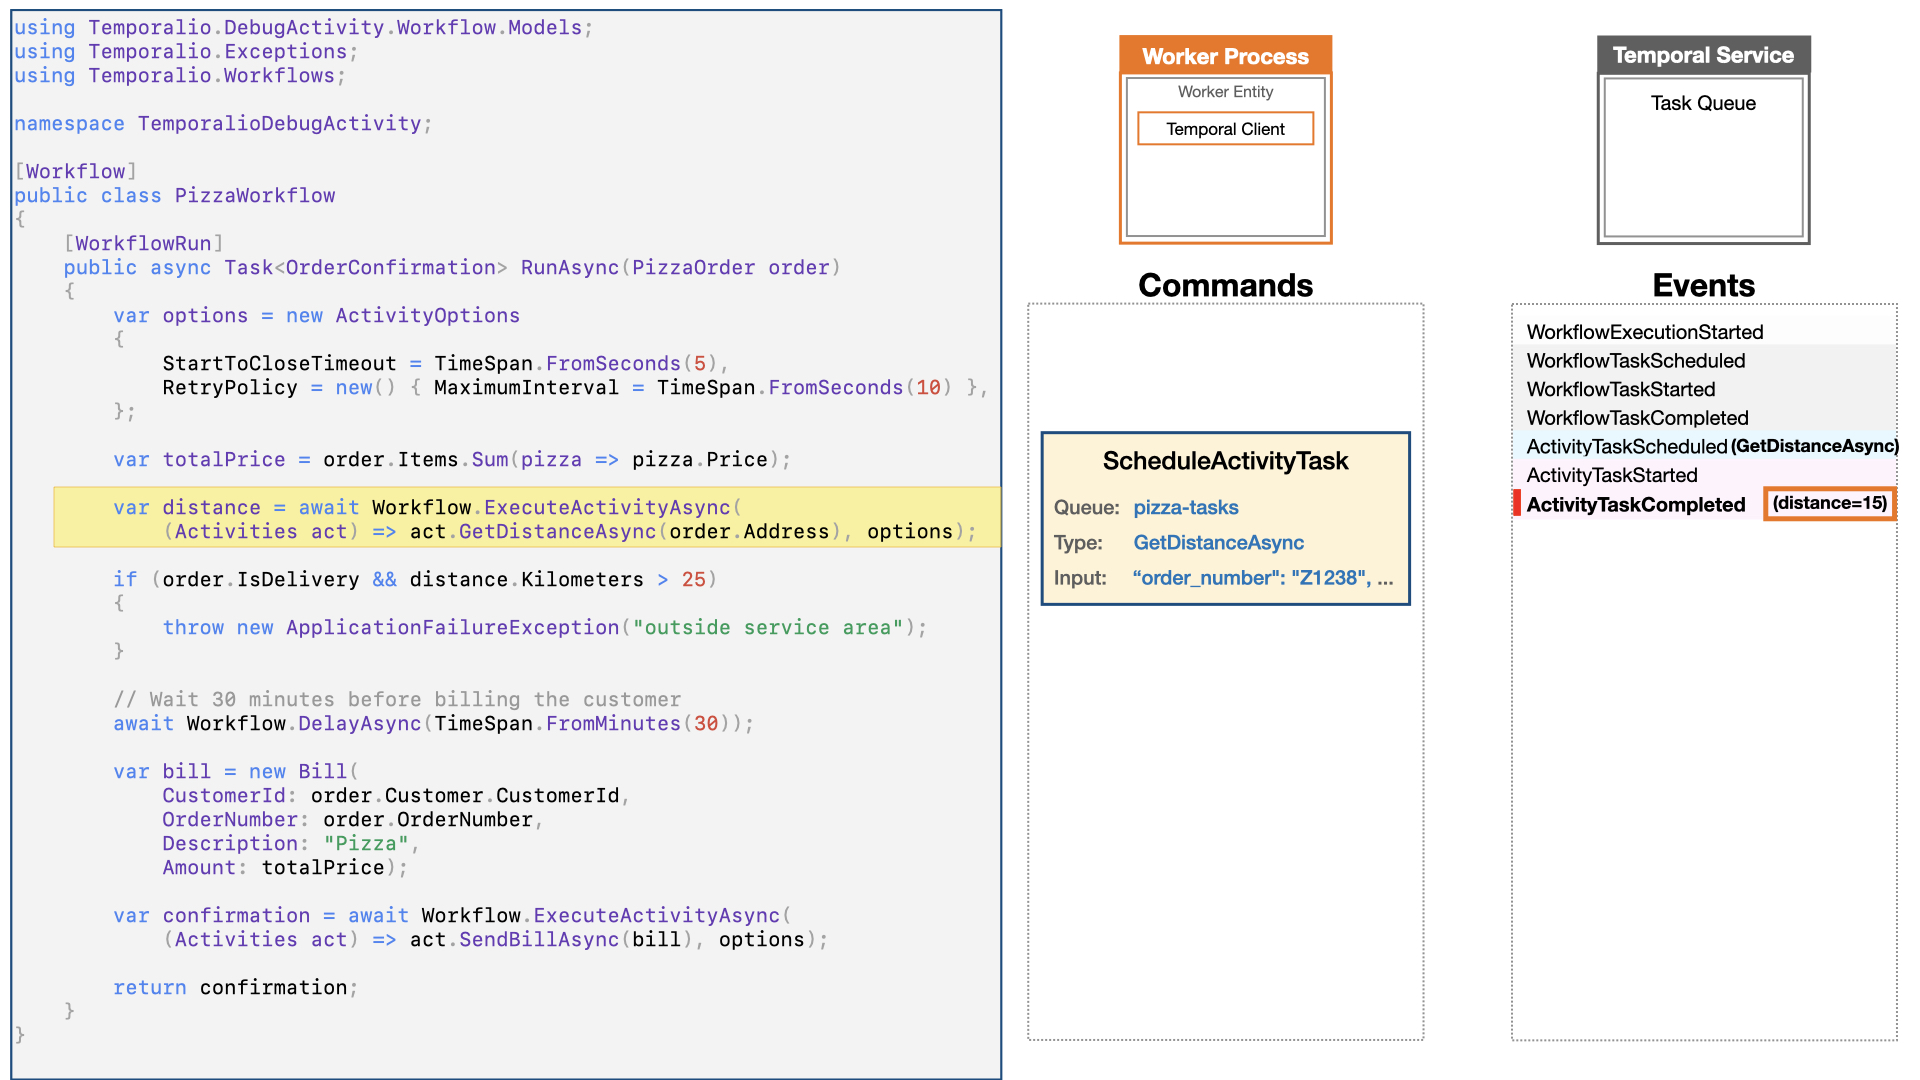 using Temporalio.DebugActivity.Workflow.Models;
using Temporalio.Exceptions;
using Temporalio.Workflows;
namespace TemporalioDebugActivity;
[Workflow]
public class PizzaWorkflow
{
[WorkflowRun]
public async Task<OrderConfirmation> RunAsync(PizzaOrder order)
{
var options = new ActivityOptions
{
StartToCloseTimeout = TimeSpan.FromSeconds(5),
RetryPolicy = new() { MaximumInterval = TimeSpan.FromSeconds(10) },
};
var totalPrice = order.Items.Sum(pizza => pizza.Price);
var distance = await Workflow.ExecuteActivityAsync(
(Activities act) => act.GetDistanceAsync(order.Address), options);
if (order.IsDelivery && distance.Kilometers > 25)
{
throw new ApplicationFailureException("outside service area");
}
// Wait 30 minutes before billing the customer
await Workflow.DelayAsync(TimeSpan.FromMinutes(30));
var bill = new Bill(
CustomerId: order.Customer.CustomerId,
OrderNumber: order.OrderNumber,
Description: "Pizza",
Amount: totalPrice);
var confirmation = await Workflow.ExecuteActivityAsync(
(Activities act) => act.SendBillAsync(bill), options);
return confirmation;
}
}
Worker Process
Worker Entity
Temporal Client
Commands
ScheduleActivityTask
Queue: pizza-tasks
Type: GetDistanceAsync
Input: “order_number": "Z1238", ...
Temporal Service
Task Queue
Events
WorkflowExecutionStarted
WorkflowTaskScheduled
WorkflowTaskStarted
WorkflowTaskCompleted
ActivityTaskScheduled (GetDistanceAsync)
ActivityTaskStarted
ActivityTaskCompleted (distance=15)